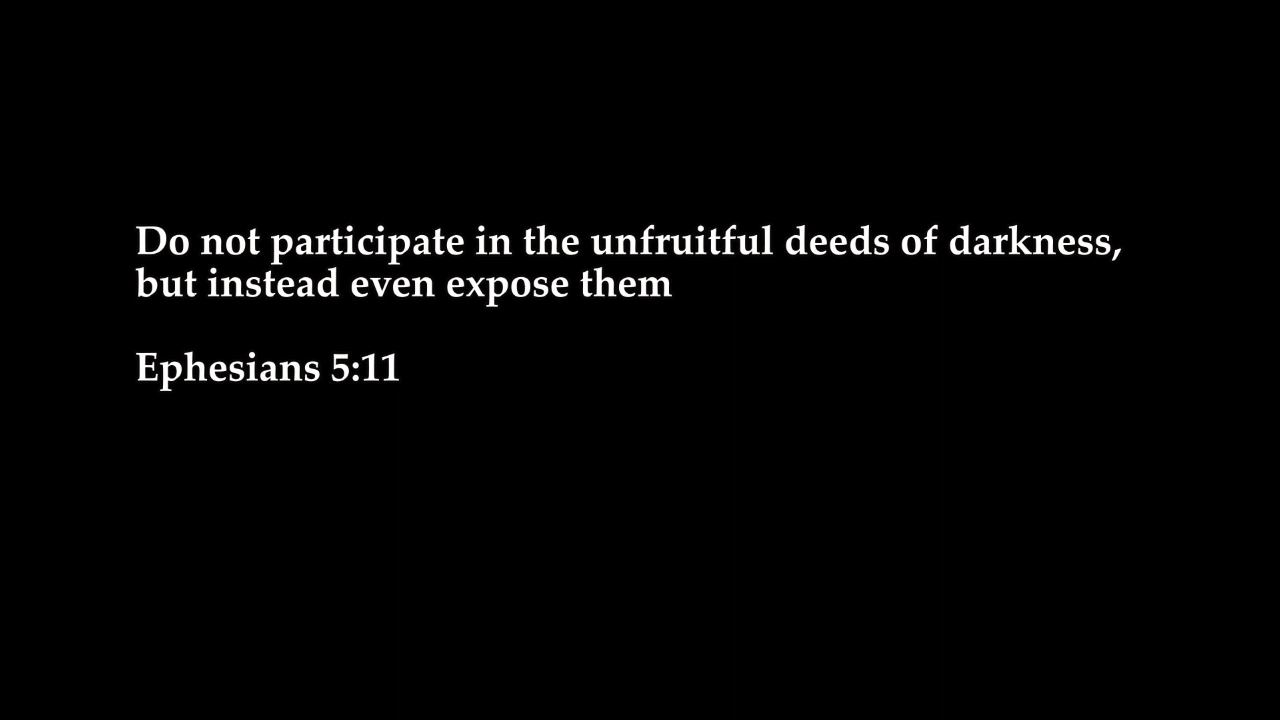 Do not participate in the unfruitful deeds of darkness,
but instead even expose them
Ephesians 5:11